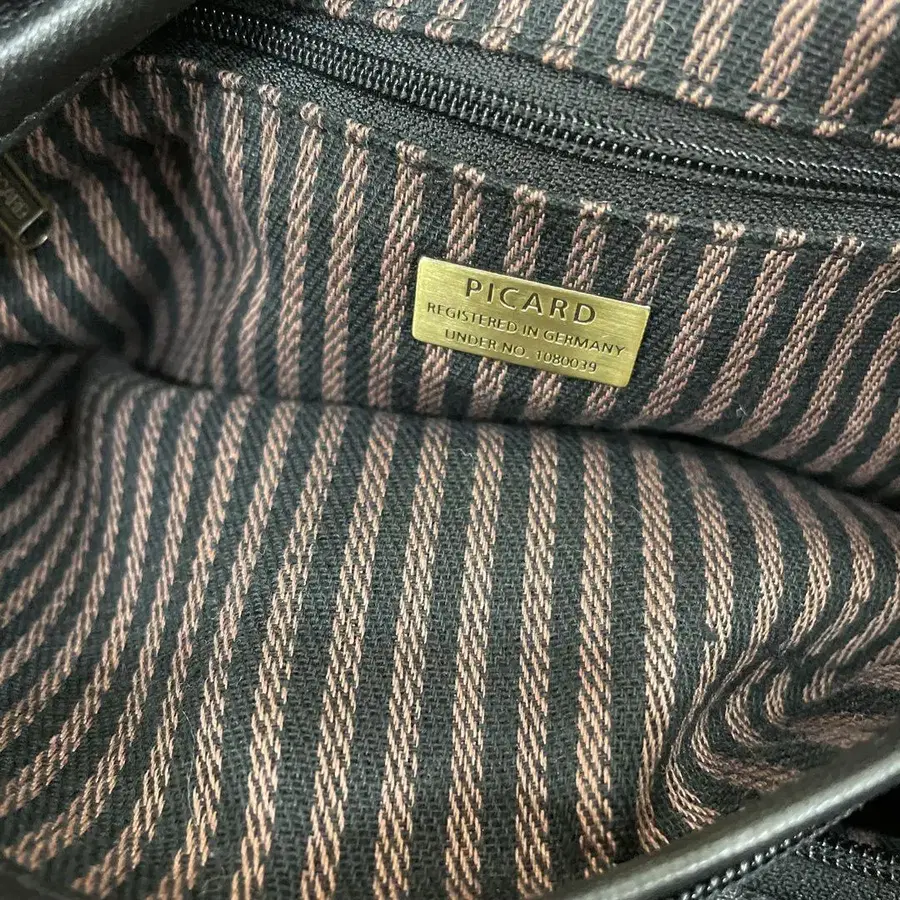 PICARD
REGISTERED IN GERMANY
UNDER NO. 1080039